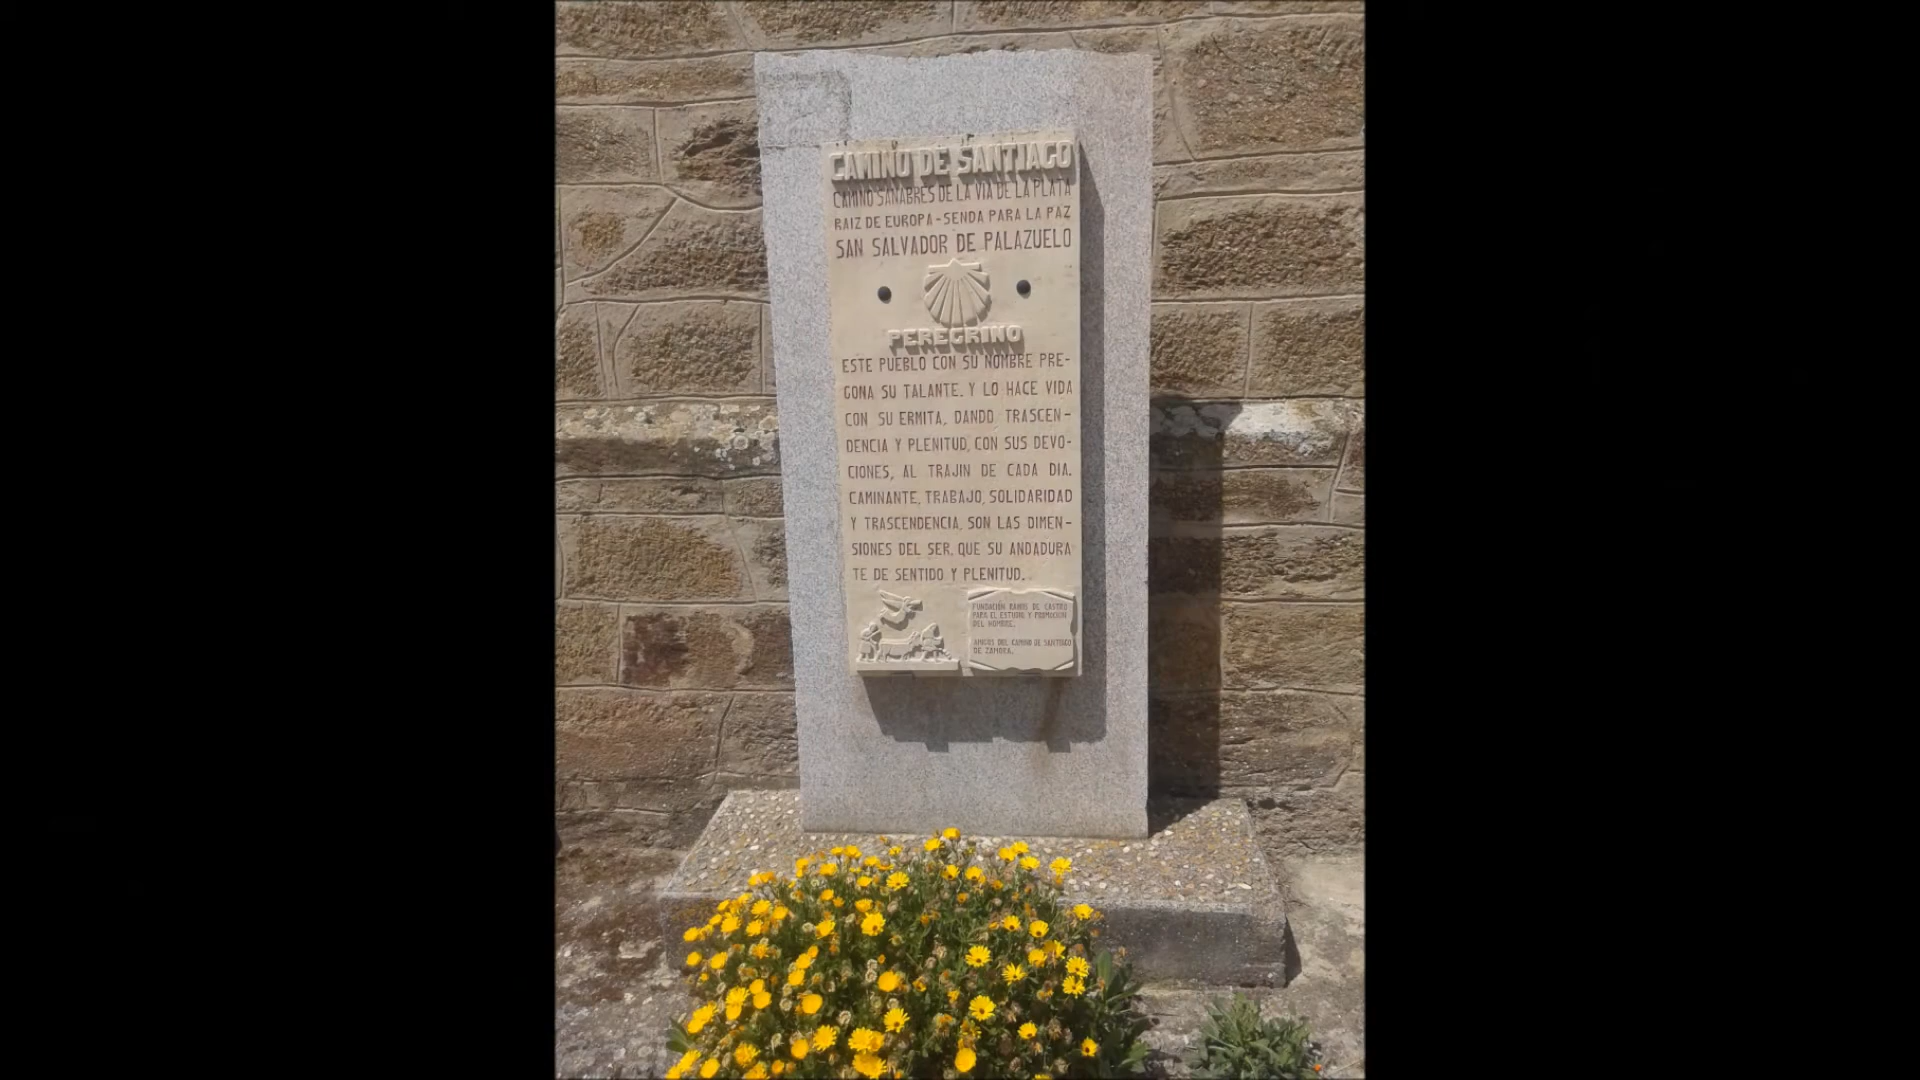 CAMINO DE SANTIAGO
CAMINO SANABRES DE LA VIA DE LA PLATA
RAIZ DE EUROPA - SENDA PARA LA PAZ
SAN SALVADOR DE PALAZUELO
PEREGRINO
ESTE PUEBLO CON SU NOMBRE PRE-
GONA SU TALANTE. Y LO HACE VIDA
CON SU ERMITA, DANDO TRASCEN-
DENCIA Y PLENITUD, CON SUS DEVO-
CIONES, AL TRAJIN DE CADA DIA.
CAMINANTE, TRABAJO, SOLIDARIDAD
Y TRASCENDENCIA, SON LAS DIMEN-
SIONES DEL SER, QUE SU ANDADURA
TE DE SENTIDO Y PLENITUD.
FUNDACIÓN RAMOS DE CASTRO
PARA EL ESTUDIO Y PROMOCION
DEL HOMBRE.
AMIGOS DEL CAMINO DE SANTIAGO
DE ZAMORA.